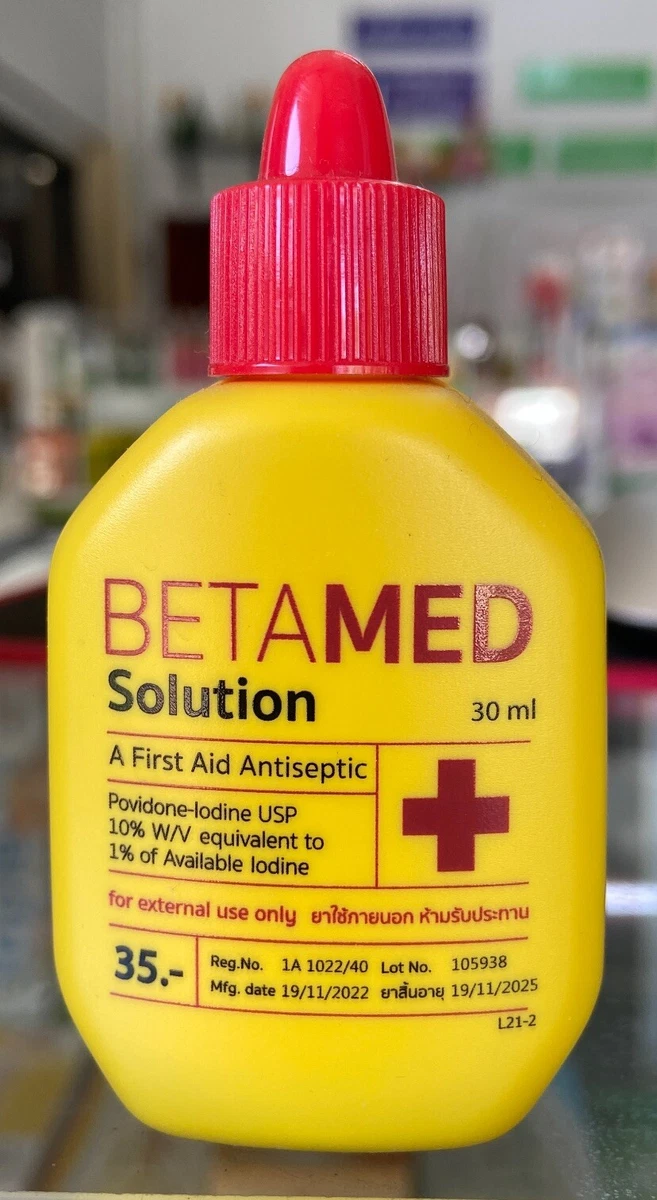 BETAMED
Solution
30 ml
A First Aid Antiseptic
Povidone-Iodine USP
10% W/V equivalent to
1% of Available Iodine
for external use only ยาใช้ภายนอก ห้ามรับประทาน
35.-
Reg.No. 1A 1022/40 Lot No. 105938
Mfg. date 19/11/2022 ยาสิ้นอายุ 19/11/2025
L21-2